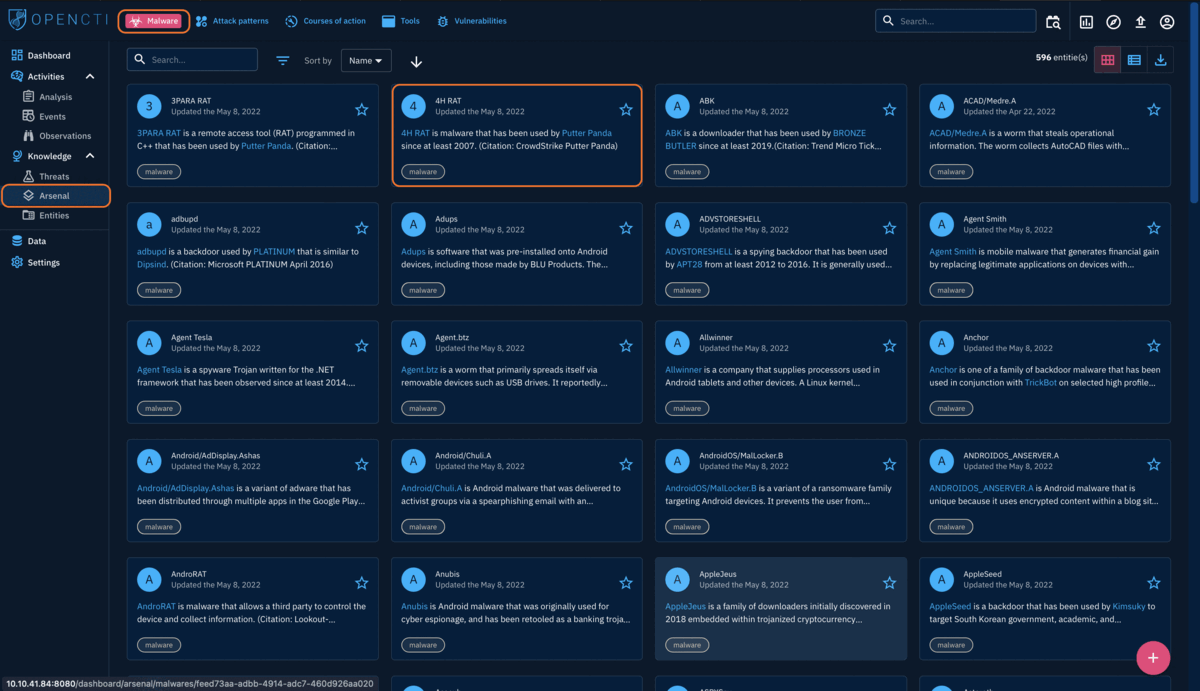 OPENCTI
Malware
Attack patterns
Courses of action
Tools
Vulnerabilities
Search...
Dashboard
Activities
Analysis
Events
Observations
Knowledge
Threats
Arsenal
Entities
Data
Settings
Search...
Sort by
Name
596 entitie(s)
3
3PARA RAT
Updated the May 8, 2022
3PARA RAT is a remote access tool (RAT) programmed in
C++ that has been used by Putter Panda. (Citation:...
malware
4
4H RAT
Updated the May 8, 2022
4H RAT is malware that has been used by Putter Panda
since at least 2007. (Citation: CrowdStrike Putter Panda)
malware
A
ABK
Updated the May 8, 2022
ABK is a downloader that has been used by BRONZE
BUTLER since at least 2019.(Citation: Trend Micro Tick...
malware
A
ACAD/Medre.A
Updated the Apr 22, 2022
ACAD/Medre.A is a worm that steals operational
information. The worm collects AutoCAD files with...
malware
a
adbupd
Updated the May 8, 2022
adbupd is a backdoor used by PLATINUM that is similar to
Dipsind. (Citation: Microsoft PLATINUM April 2016)
malware
A
Adups
Updated the May 8, 2022
Adups is software that was pre-installed onto Android
devices, including those made by BLU Products. The...
malware
A
ADVSTORESHELL
Updated the May 8, 2022
ADVSTORESHELL is a spying backdoor that has been used
by APT28 from at least 2012 to 2016. It is generally used...
malware
A
Agent Smith
Updated the May 8, 2022
Agent Smith is mobile malware that generates financial gain
by replacing legitimate applications on devices with...
malware
A
Agent Tesla
Updated the May 8, 2022
Agent Tesla is a spyware Trojan written for the .NET
framework that has been observed since at least 2014....
malware
A
Agent.btz
Updated the May 8, 2022
Agent.btz is a worm that primarily spreads itself via
removable devices such as USB drives. It reportedly...
malware
A
Allwinner
Updated the May 8, 2022
Allwinner is a company that supplies processors used in
Android tablets and other devices. A Linux kernel...
malware
A
Anchor
Updated the May 8, 2022
Anchor is one of a family of backdoor malware that has been
used in conjunction with TrickBot on selected high profile...
malware
A
Android/AdDisplay.Ashas
Updated the May 8, 2022
Android/AdDisplay.Ashas is a variant of adware that has
been distributed through multiple apps in the Google Play...
malware
A
Android/Chuli.A
Updated the May 8, 2022
Android/Chuli.A is Android malware that was delivered to
activist groups via a spearphishing email with an...
malware
A
AndroidOS/MalLocker.B
Updated the May 8, 2022
AndroidOS/MalLocker.B is a variant of a ransomware family
targeting Android devices. It prevents the user from...
malware
A
ANDROIDOS_ANSERVER.A
Updated the May 8, 2022
ANDROIDOS_ANSERVER.A is Android malware that is
unique because it uses encrypted content within a blog sit...
malware
A
AndroRAT
Updated the May 8, 2022
AndroRAT is malware that allows a third party to control the
device and collect information. (Citation: Lookout-...
malware
A
Anubis
Updated the May 8, 2022
Anubis is Android malware that was originally used for
cyber espionage, and has been retooled as a banking troja...
malware
A
AppleJeus
Updated the May 8, 2022
AppleJeus is a family of downloaders initially discovered in
2018 embedded within trojanized cryptocurrency...
malware
A
AppleSeed
Updated the May 8, 2022
AppleSeed is a backdoor that has been used by Kimsuky to
target South Korean government, academic, and...
malware
+
10.10.41.84:8080/dashboard/arsenal/malwares/feed73aa-adbb-4914-adc7-460d926aa020